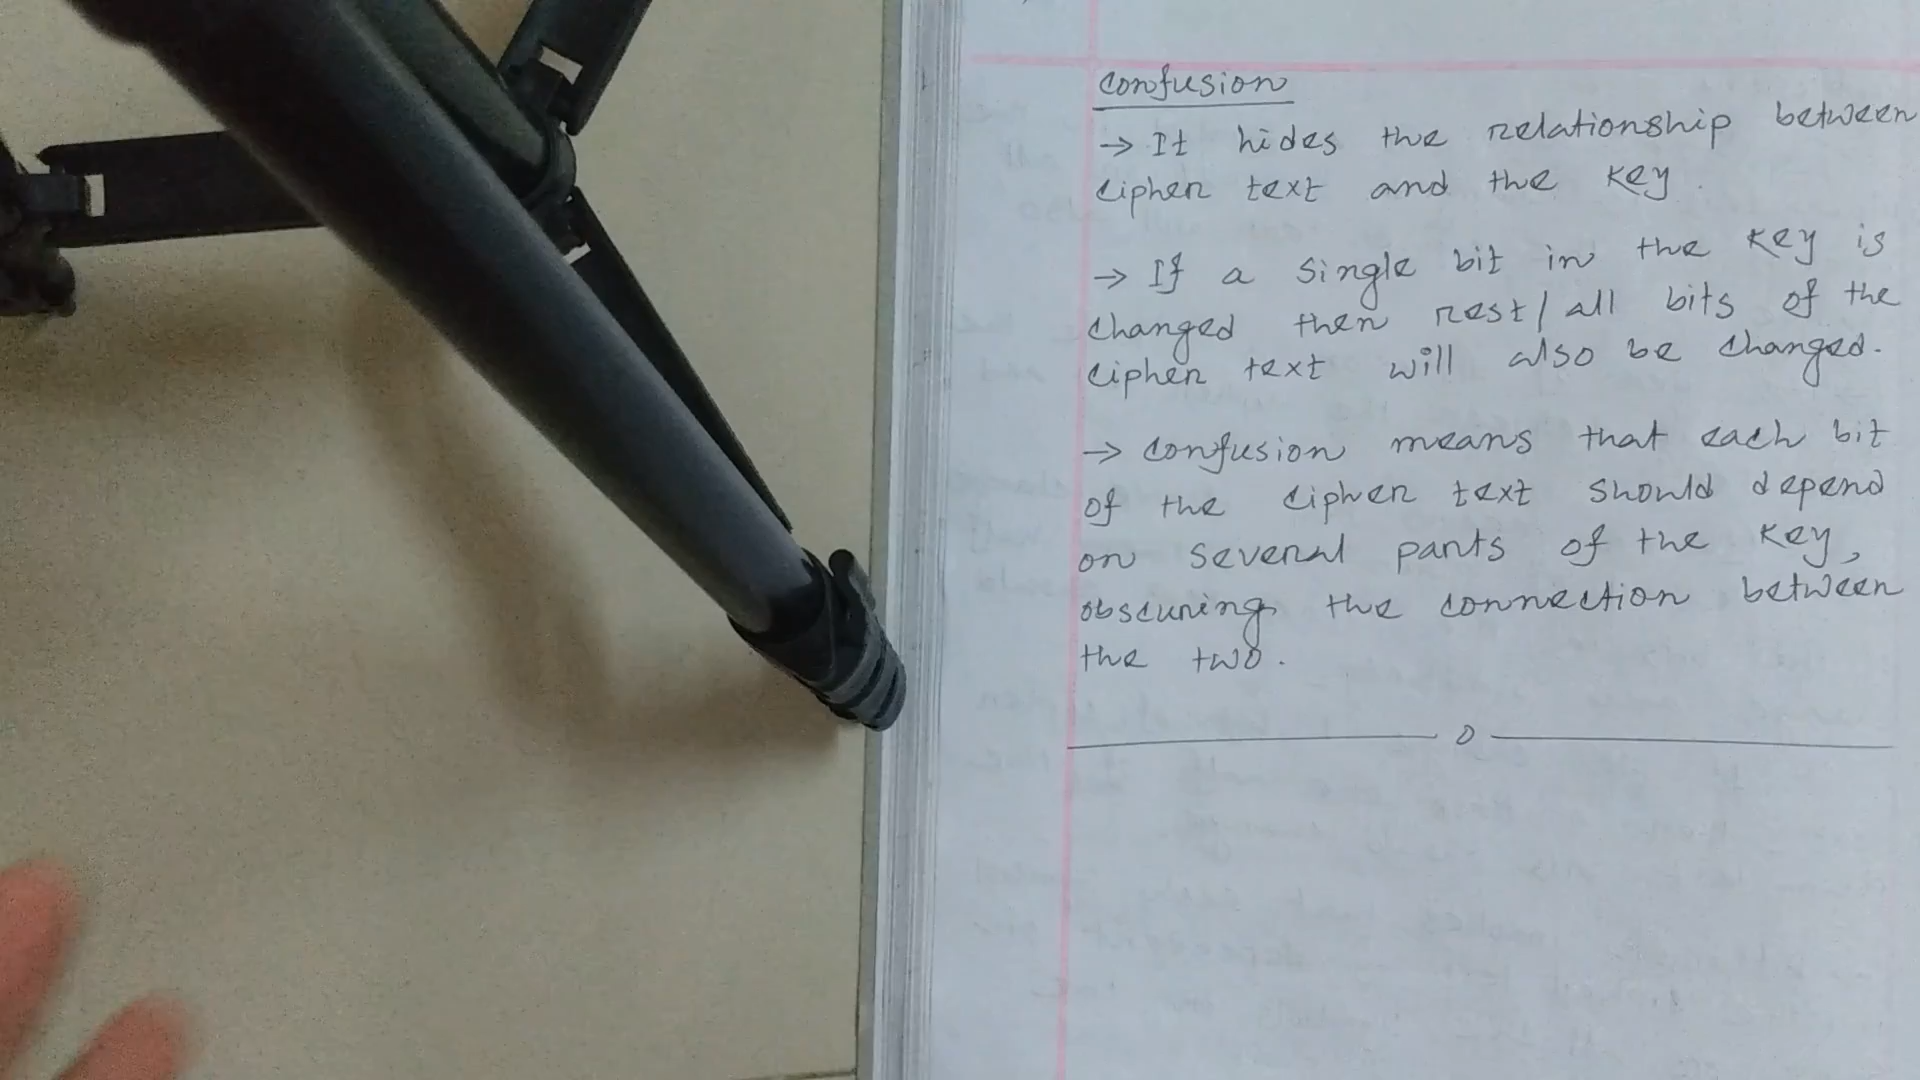 Confusion
→ It hides the relationship between
cipher text and the key.
→ If a single bit in the key is
changed then rest/all bits of the
cipher text will also be changed.
→ Confusion means that each bit
of the cipher text should depend
on several parts of the key,
obscuring the connection between
the two.
0